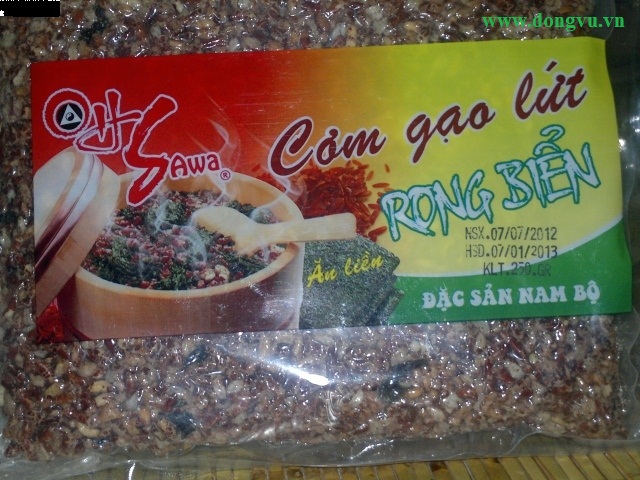 www.dongvu.vn
SAWA ®
Cơm gạo lứt
RONG BIỂN
NSX.07/07/2012
HSD.07/01/2013
KLT.250.GR
Ăn liền
ĐẶC SẢN NAM BỘ